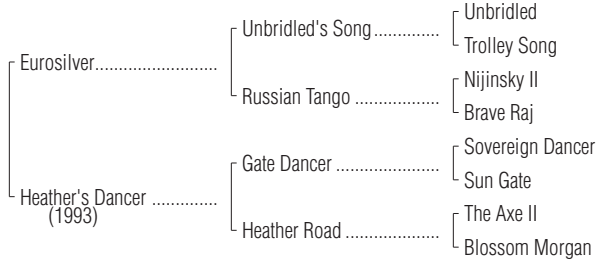 Unbridled
Unbridled's Song..............
Trolley Song
Eurosilver..........................
Nijinsky II
Russian Tango ..................
Brave Raj
Sovereign Dancer
Gate Dancer ......................
Sun Gate
Heather's Dancer ..............
(1993)
The Axe II
Heather Road ....................
Blossom Morgan